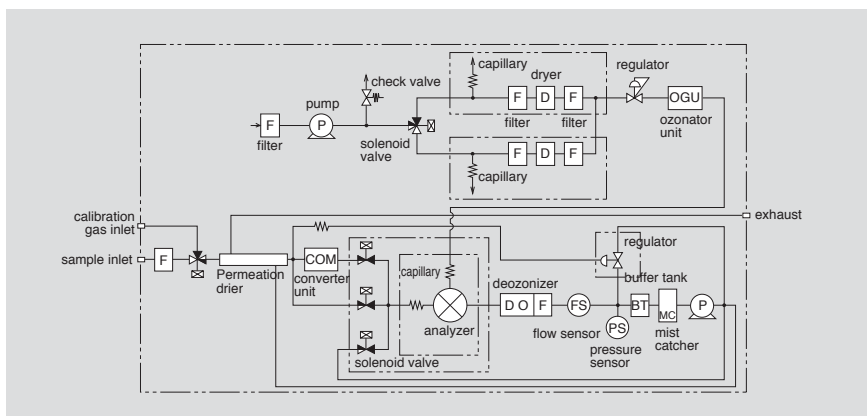 capillary
dryer
regulator
check valve
pump
F
D
F
OGU
F
P
filter
filter
ozonator
unit
filter
solenoid
valve
F
D
F
capillary
calibration
gas inlet
exhaust
regulator
sample inlet
F
COM
capillary
deozonizer
buffer tank
Permeation
drier
converter
unit
D O
F
FS
BT
MC
P
analyzer
flow sensor
PS
mist
catcher
pressure
sensor
solenoid valve